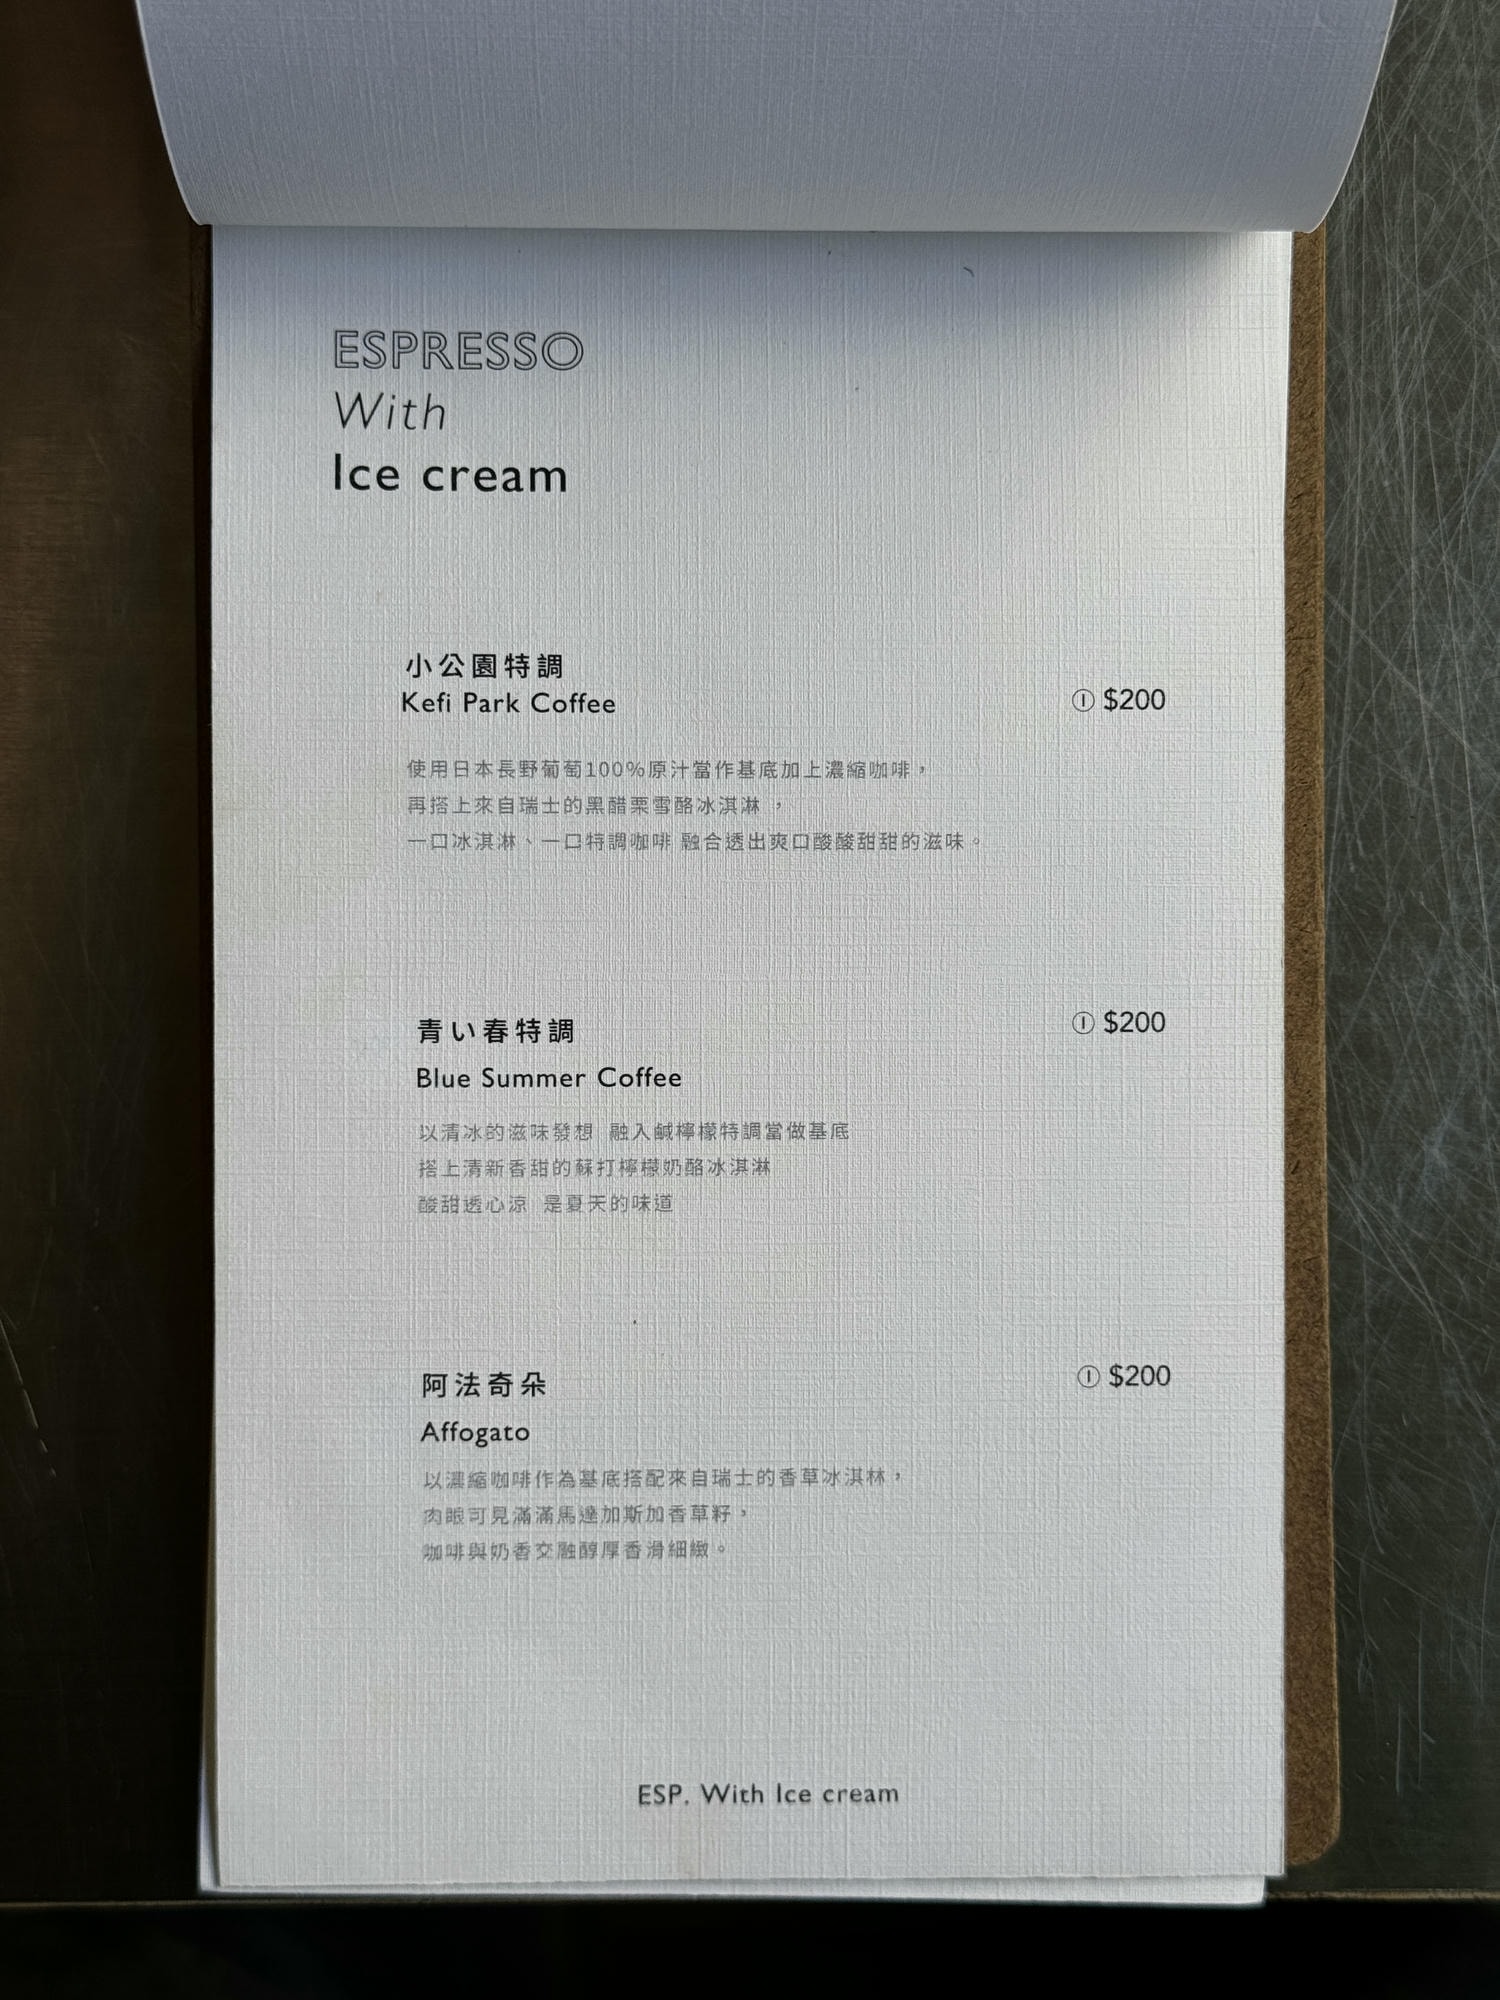 ESPRESSO
With
Ice cream
小公園特調
Kefi Park Coffee
Ⓘ $200
使用日本長野葡萄100%原汁當作基底加上濃縮咖啡，
再搭上來自瑞士的黑醋栗雪酪冰淇淋，
一口冰淇淋、一口特調咖啡 融合透出爽口酸酸甜甜的滋味。
青い春特調
Ⓘ $200
Blue Summer Coffee
以清冰的滋味發想 融入鹹檸檬特調當做基底
搭上清新香甜的蘇打檸檬奶酪冰淇淋
酸甜透心涼 是夏天的味道
阿法奇朵
Ⓘ $200
Affogato
以濃縮咖啡作為基底搭配來自瑞士的香草冰淇林，
肉眼可見滿滿馬達加斯加香草籽，
咖啡與奶香交融醇厚香滑細緻。
ESP. With Ice cream